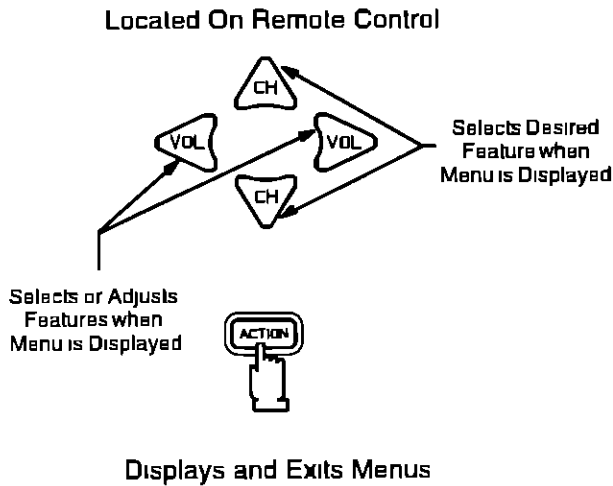 Located On Remote Control
CH
VOL
VOL
CH
Selects Desired
Feature when
Menu is Displayed
Selects or Adjusts
Features when
Menu is Displayed
ACTION
Displays and Exits Menus